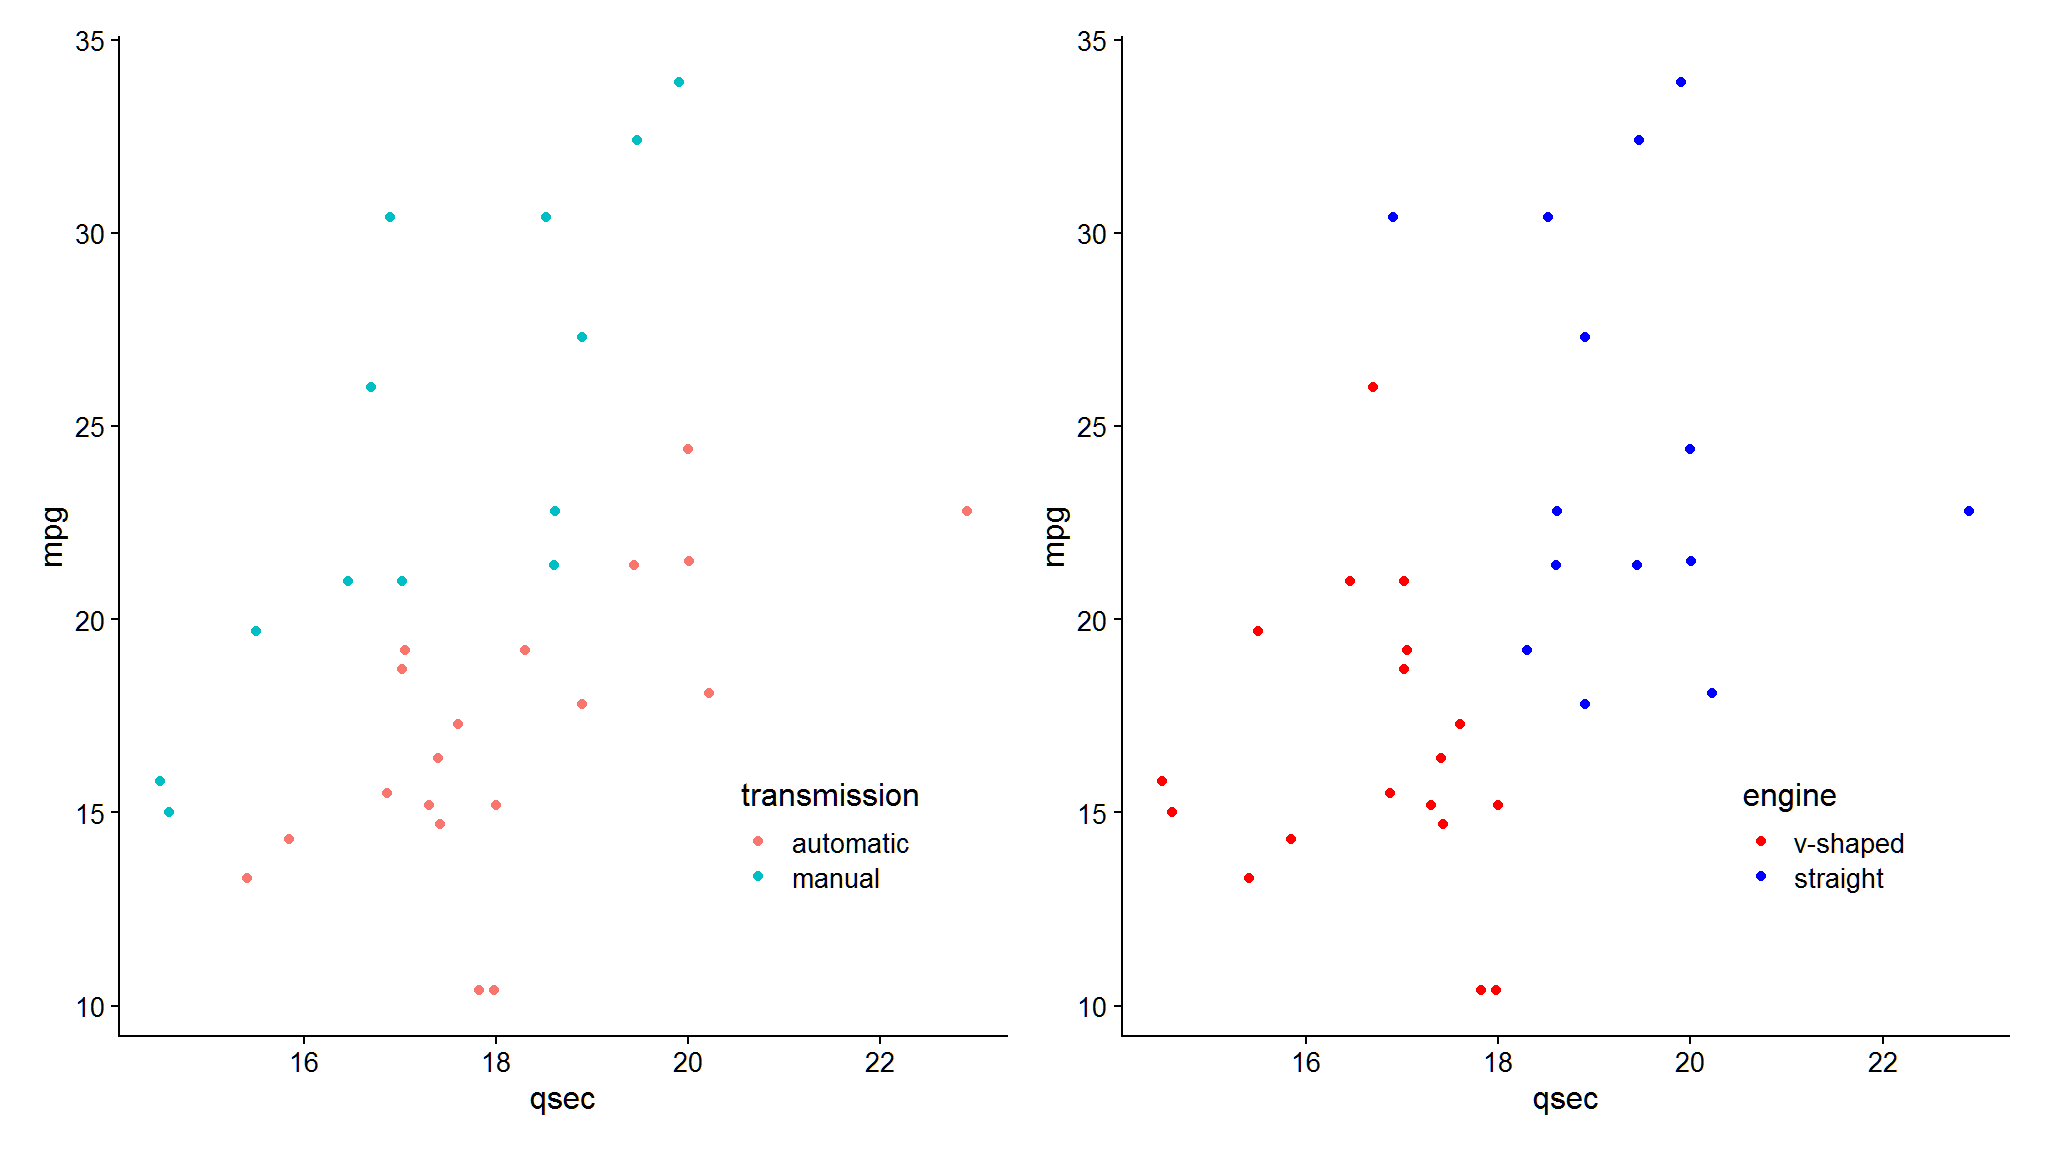 35
30
25
20
15
10
mpg
16 18 20 22
qsec
transmission
automatic
manual
35
30
25
20
15
10
mpg
16 18 20 22
qsec
engine
v-shaped
straight